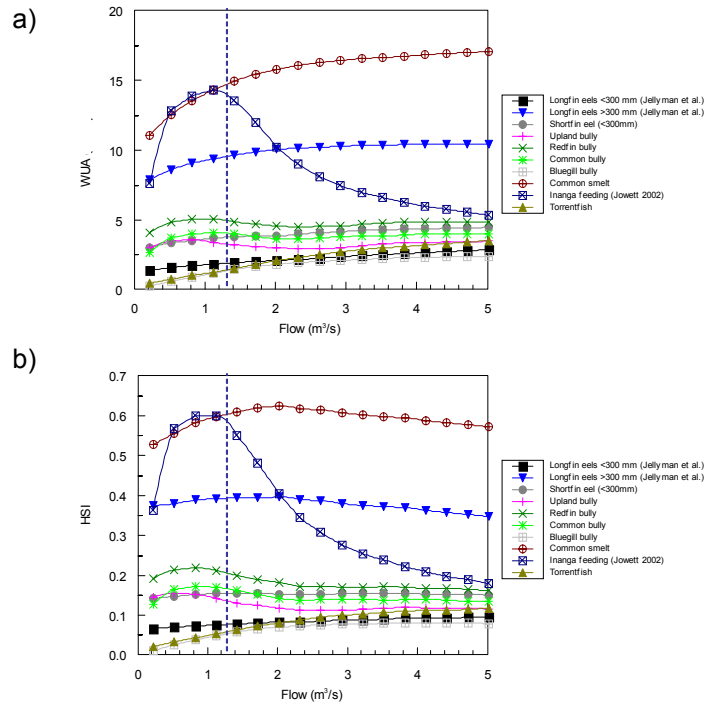 a)
20
15
10
5
0
WUA
0 1 2 3 4 5
Flow (m³/s)
Longfin eels <300 mm (Jellyman et al.)
Longfin eels >300 mm (Jellyman et al.)
Shortfin eel (<300mm)
Upland bully
Redfin bully
Common bully
Bluegill bully
Common smelt
Inanga feeding (Jowett 2002)
Torrentfish
b)
0.7
0.6
0.5
0.4
0.3
0.2
0.1
0.0
HSI
0 1 2 3 4 5
Flow (m³/s)
Longfin eels <300 mm (Jellyman et al.)
Longfin eels >300 mm (Jellyman et al.)
Shortfin eel (<300mm)
Upland bully
Redfin bully
Common bully
Bluegill bully
Common smelt
Inanga feeding (Jowett 2002)
Torrentfish